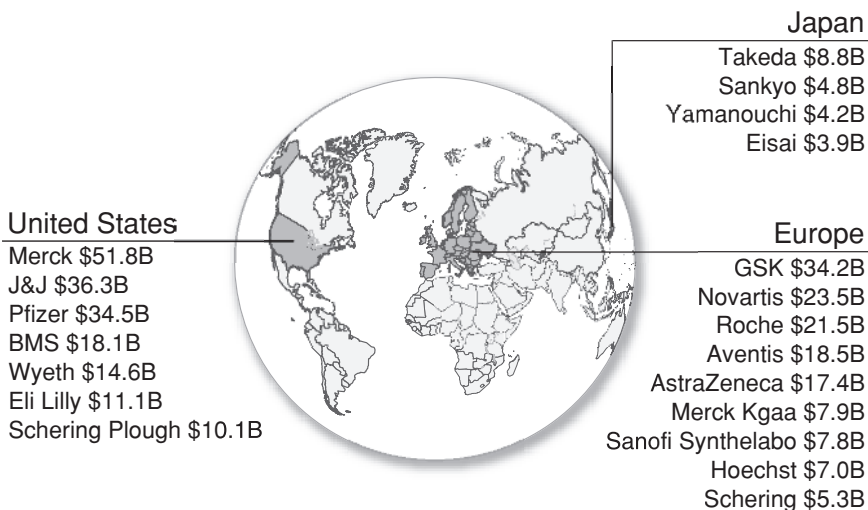 Japan
Takeda $8.8B
Sankyo $4.8B
Yamanouchi $4.2B
Eisai $3.9B
United States
Merck $51.8B
J&J $36.3B
Pfizer $34.5B
BMS $18.1B
Wyeth $14.6B
Eli Lilly $11.1B
Schering Plough $10.1B
Europe
GSK $34.2B
Novartis $23.5B
Roche $21.5B
Aventis $18.5B
AstraZeneca $17.4B
Merck Kgaa $7.9B
Sanofi Synthelabo $7.8B
Hoechst $7.0B
Schering $5.3B